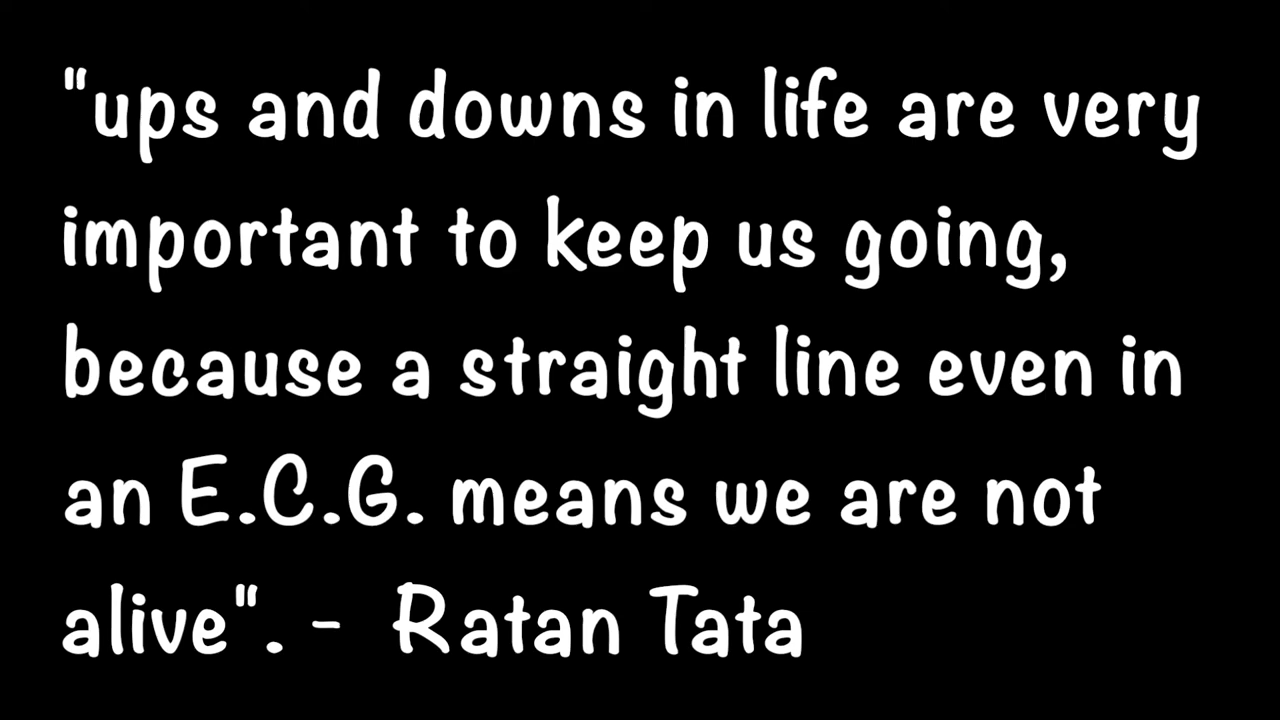 "ups and downs in life are very
important to keep us going,
because a straight line even in
an E.C.G. means we are not
alive". - Ratan Tata